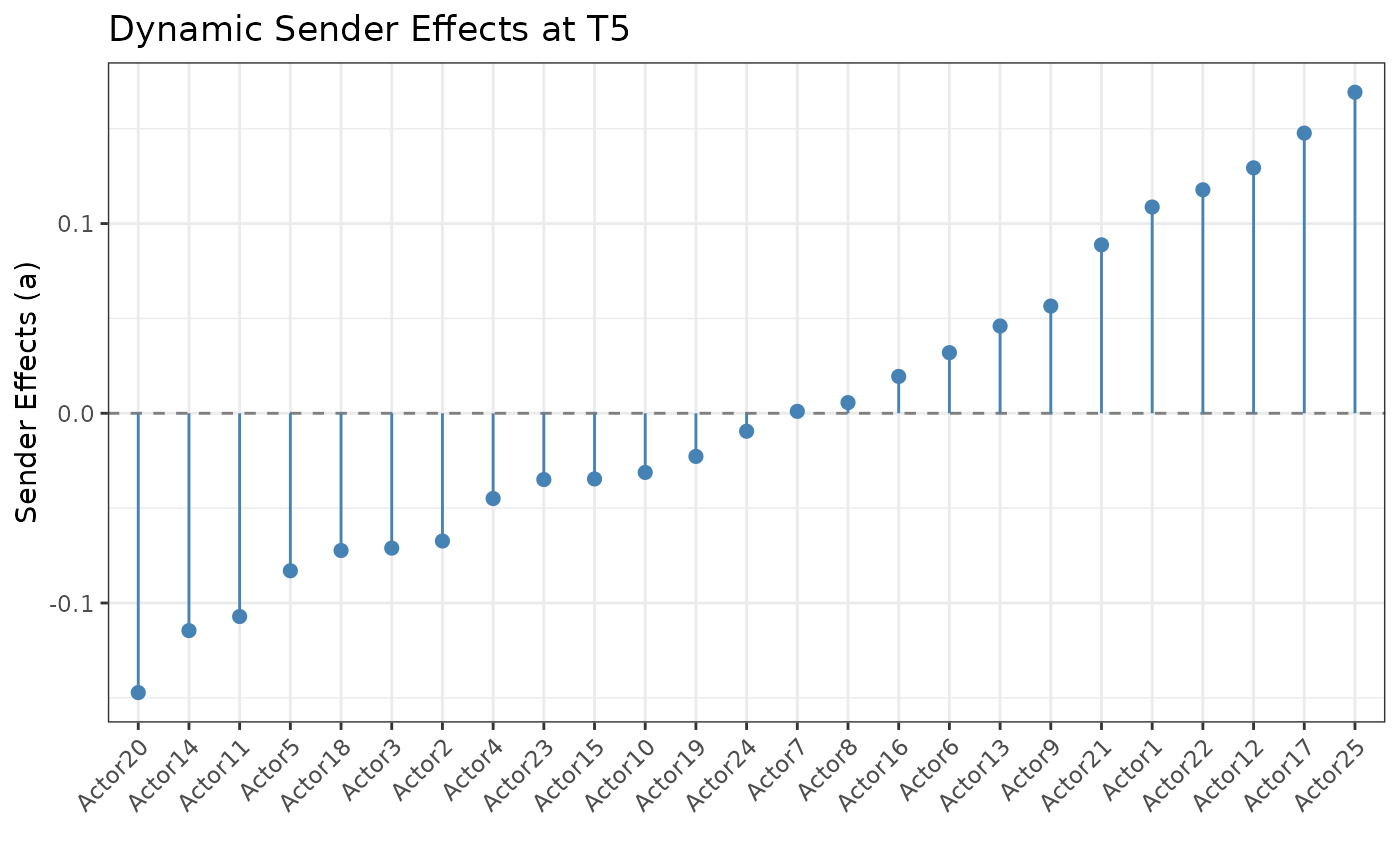 Dynamic Sender Effects at T5
Sender Effects (a)
0.1
0.0
-0.1
Actor20
Actor14
Actor11
Actor5
Actor18
Actor3
Actor2
Actor4
Actor23
Actor15
Actor10
Actor19
Actor24
Actor7
Actor8
Actor16
Actor6
Actor13
Actor9
Actor21
Actor1
Actor22
Actor12
Actor17
Actor25